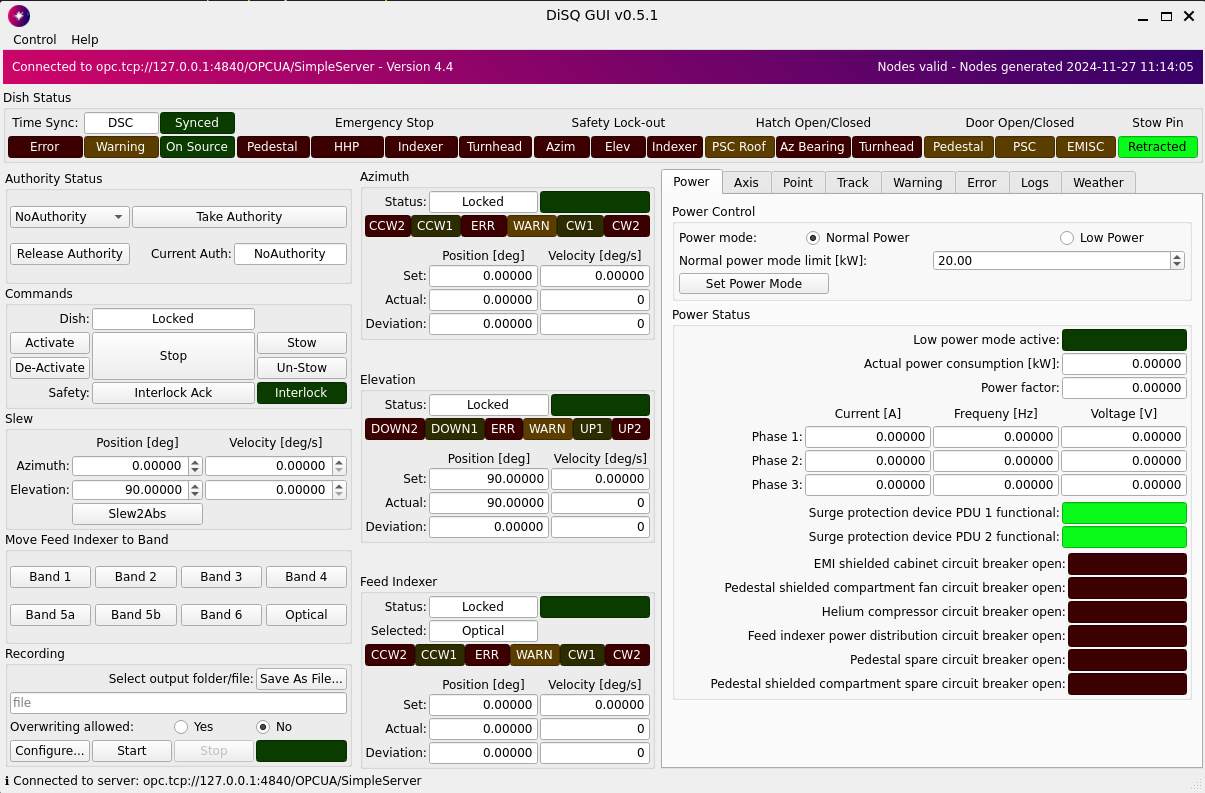 DiSQ GUI v0.5.1
Control Help
Connected to opc.tcp://127.0.0.1:4840/OPCUA/SimpleServer - Version 4.4 Nodes valid - Nodes generated 2024-11-27 11:14:05
Dish Status
Time Sync: DSC Synced Emergency Stop Safety Lock-out Hatch Open/Closed Door Open/Closed Stow Pin
Error Warning On Source Pedestal HHP Indexer Turnhead Azim Elev Indexer PSC Roof Az Bearing Turnhead Pedestal PSC EMISC Retracted
Authority Status
NoAuthority Take Authority
Release Authority Current Auth: NoAuthority
Commands
Dish: Locked
Activate Stop Stow
De-Activate Un-Stow
Safety: Interlock Ack Interlock
Slew
Position [deg] Velocity [deg/s]
Azimuth: 0.00000 0.00000
Elevation: 90.00000 0.00000
Slew2Abs
Move Feed Indexer to Band
Band 1 Band 2 Band 3 Band 4
Band 5a Band 5b Band 6 Optical
Recording
Select output folder/file: Save As File...
file
Overwriting allowed: Yes No
Configure... Start Stop
Azimuth
Status: Locked
CCW2 CCW1 ERR WARN CW1 CW2
Position [deg] Velocity [deg/s]
Set: 0.00000 0.00000
Actual: 0.00000 0
Deviation: 0.00000 0
Elevation
Status: Locked
DOWN2 DOWN1 ERR WARN UP1 UP2
Position [deg] Velocity [deg/s]
Set: 90.00000 0.00000
Actual: 90.00000 0
Deviation: 0.00000 0
Feed Indexer
Status: Locked
Selected: Optical
CCW2 CCW1 ERR WARN CW1 CW2
Position [deg] Velocity [deg/s]
Set: 0.00000 0.00000
Actual: 0.00000 0
Deviation: 0.00000 0
Power Axis Point Track Warning Error Logs Weather
Power Control
Power mode: Normal Power Low Power
Normal power mode limit [kW]: 20.00
Set Power Mode
Power Status
Low power mode active:
Actual power consumption [kW]: 0.00000
Power factor: 0.00000
Current [A] Frequeny [Hz] Voltage [V]
Phase 1: 0.00000 0.00000 0.00000
Phase 2: 0.00000 0.00000 0.00000
Phase 3: 0.00000 0.00000 0.00000
Surge protection device PDU 1 functional:
Surge protection device PDU 2 functional:
EMI shielded cabinet circuit breaker open:
Pedestal shielded compartment fan circuit breaker open:
Helium compressor circuit breaker open:
Feed indexer power distribution circuit breaker open:
Pedestal spare circuit breaker open:
Pedestal shielded compartment spare circuit breaker open:
ℹ Connected to server: opc.tcp://127.0.0.1:4840/OPCUA/SimpleServer